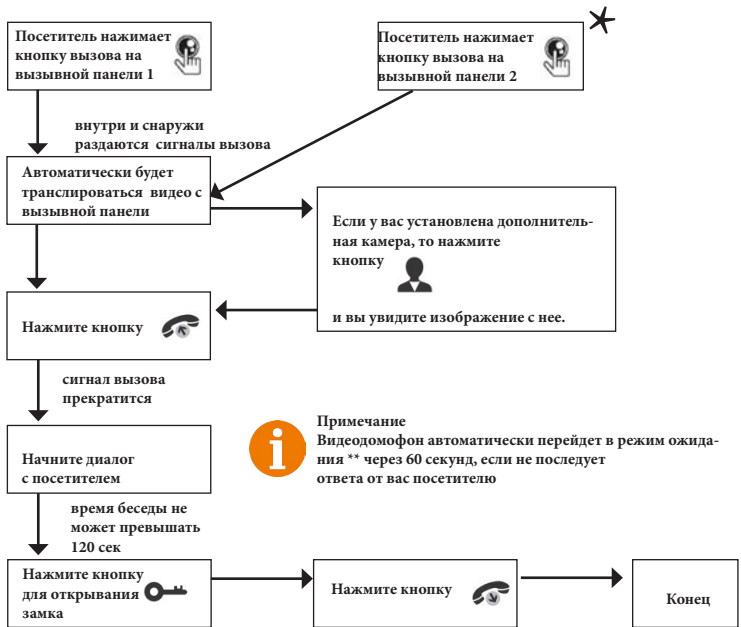 Посетитель нажимает
кнопку вызова на
вызывной панели 1
Посетитель нажимает
кнопку вызова на
вызывной панели 2
внутри и снаружи
раздаются сигналы вызова
Автоматически будет
транслироваться видео с
вызывной панели
Если у вас установлена дополнитель-
ная камера, то нажмите
кнопку
и вы увидите изображение с нее.
Нажмите кнопку
сигнал вызова
прекратится
Примечание
Видеодомофон автоматически перейдет в режим ожида-
ния ** через 60 секунд, если не последует
ответа от вас посетителю
Начните диалог
с посетителем
время беседы не
может превышать
120 сек
Нажмите кнопку
для открывания
замка
Нажмите кнопку
Конец